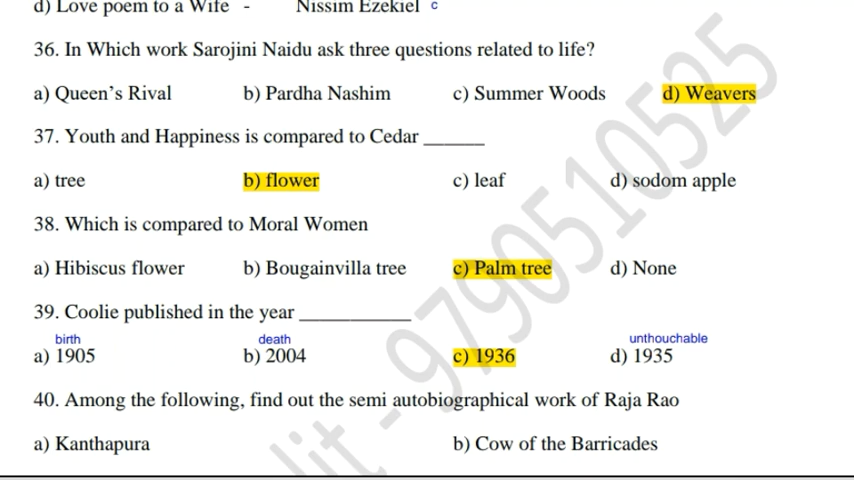 d) Love poem to a Wife - Nissim Ezekiel c
36. In Which work Sarojini Naidu ask three questions related to life?
a) Queen's Rival b) Pardha Nashim c) Summer Woods d) Weavers
37. Youth and Happiness is compared to Cedar ______
a) tree b) flower c) leaf d) sodom apple
38. Which is compared to Moral Women
a) Hibiscus flower b) Bougainvilla tree c) Palm tree d) None
39. Coolie published in the year ___________
birth death unthouchable
a) 1905 b) 2004 c) 1936 d) 1935
40. Among the following, find out the semi autobiographical work of Raja Rao
a) Kanthapura b) Cow of the Barricades
lit - 9790510525